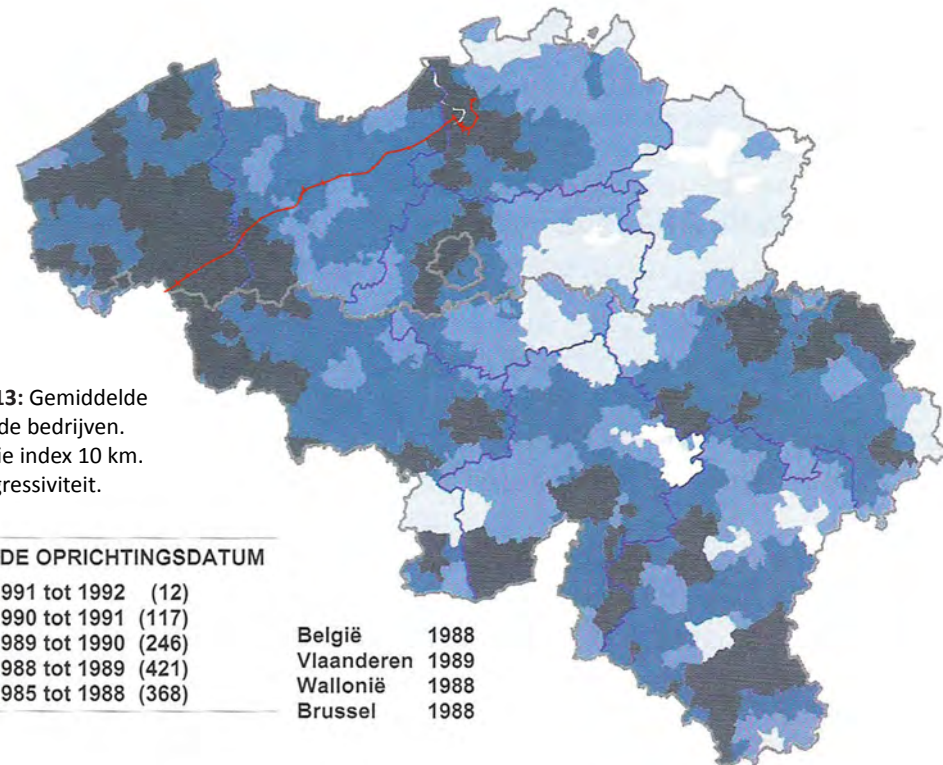 13: Gemiddelde
de bedrijven.
ie index 10 km.
gressiviteit.
DE OPRICHTINGSDATUM
991 tot 1992 (12)
990 tot 1991 (117)
989 tot 1990 (246)
988 tot 1989 (421)
985 tot 1988 (368)
België 1988
Vlaanderen 1989
Wallonië 1988
Brussel 1988